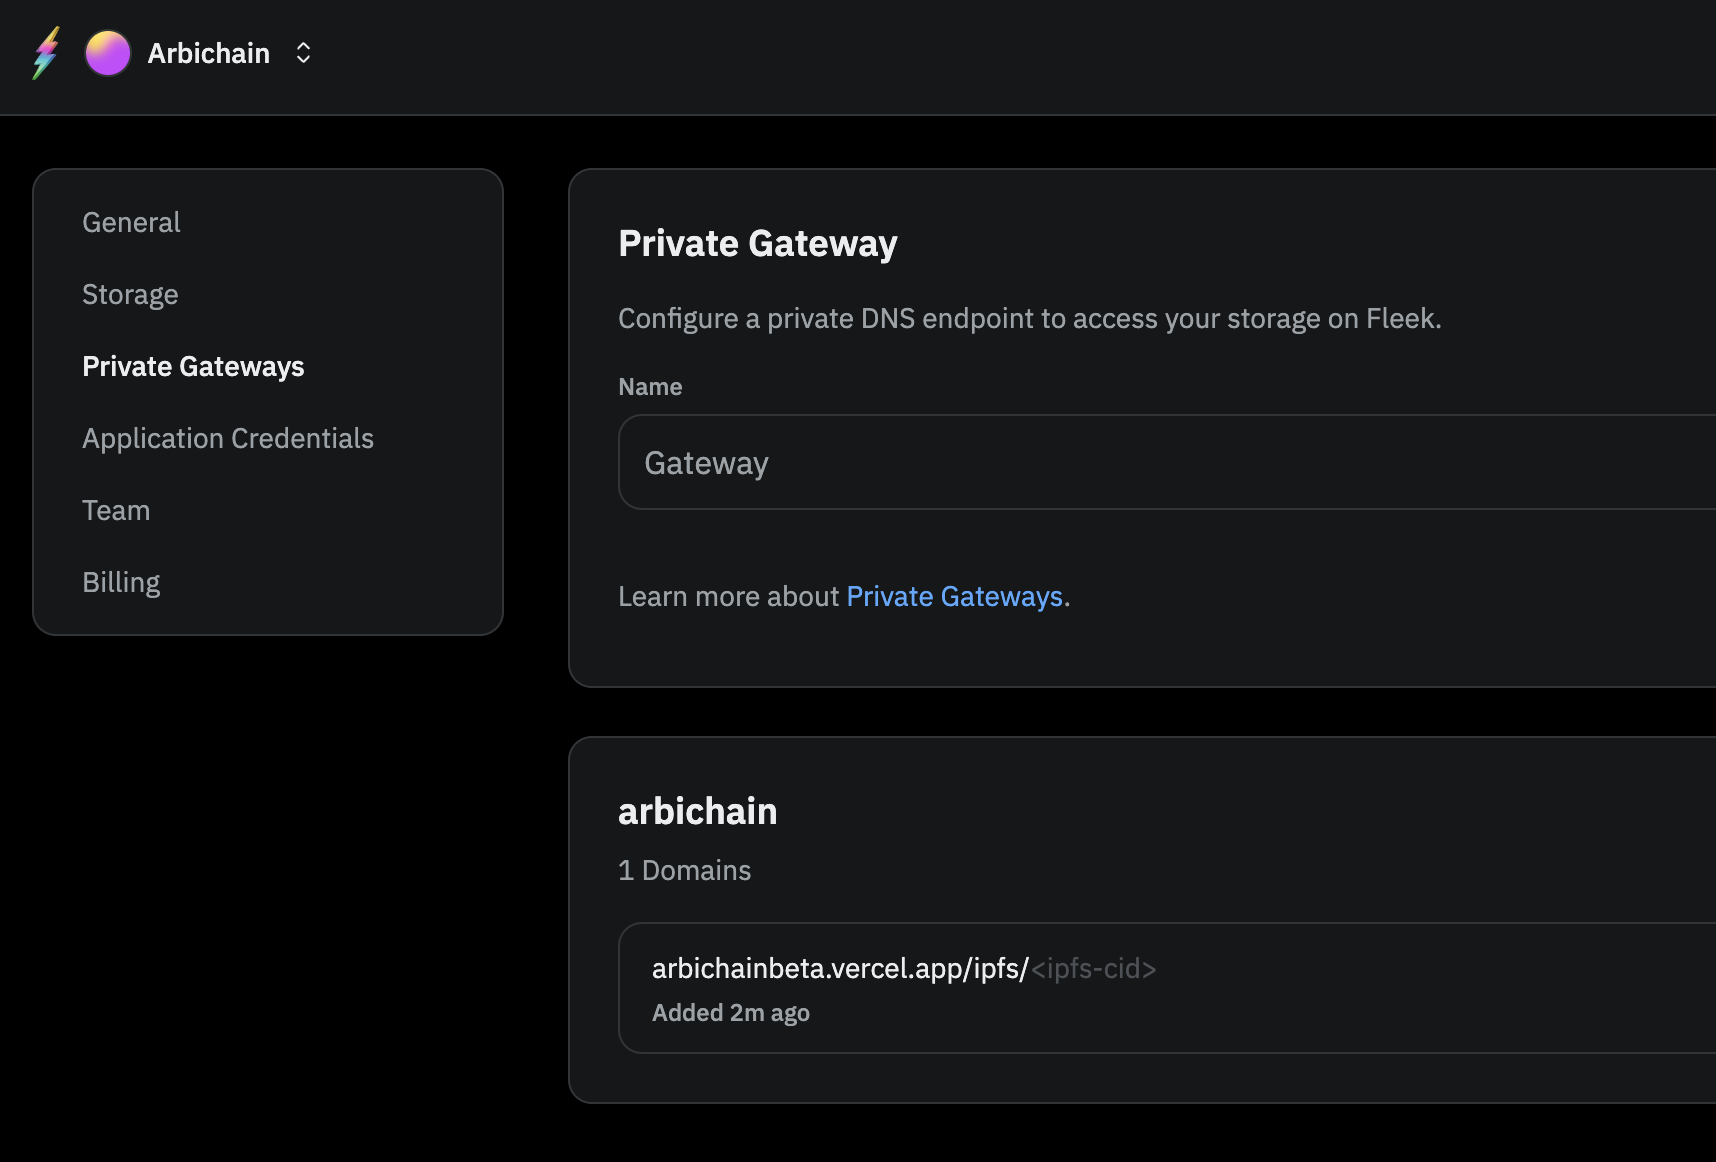 Arbichain
General
Storage
Private Gateways
Application Credentials
Team
Billing
Private Gateway
Configure a private DNS endpoint to access your storage on Fleek.
Name
Gateway
Learn more about Private Gateways.
arbichain
1 Domains
arbichainbeta.vercel.app/ipfs/<ipfs-cid>
Added 2m ago